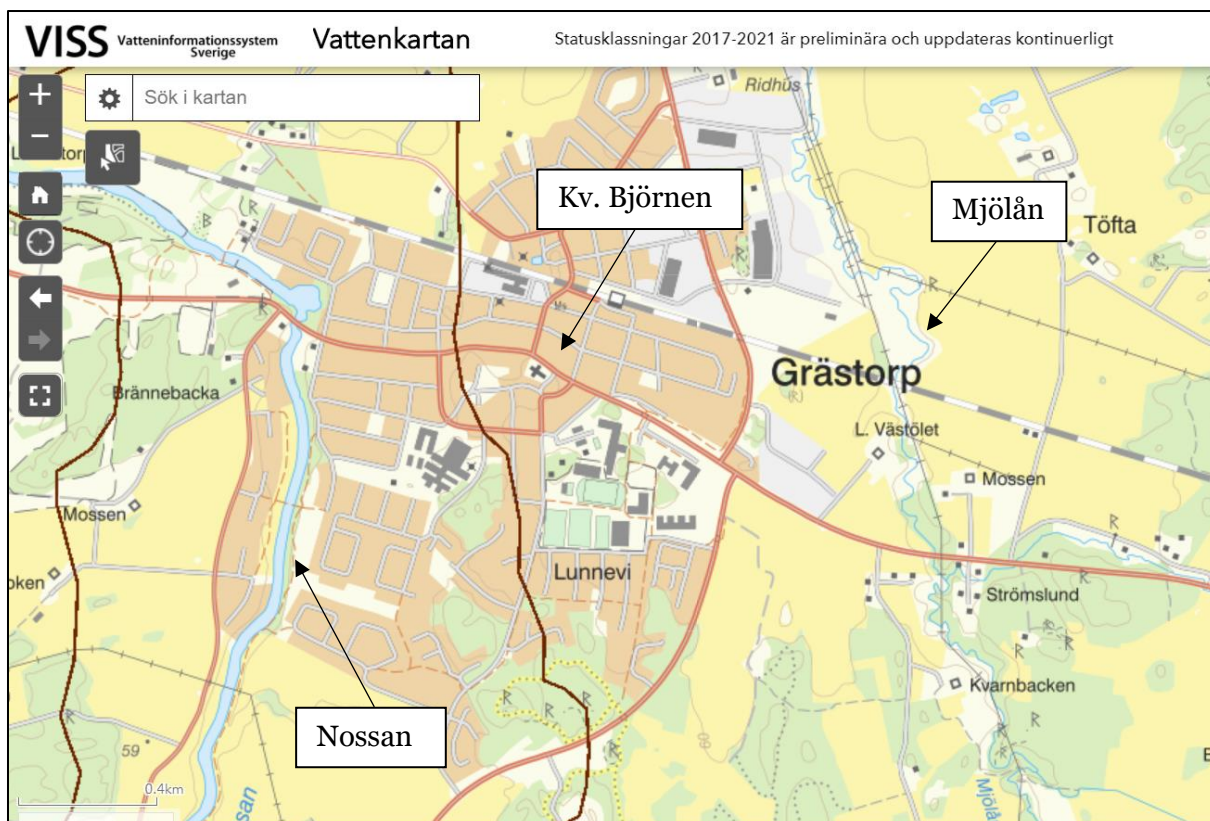 VISS Vatteninformationssystem Sverige
Vattenkartan
Statusklassningar 2017-2021 är preliminära och uppdateras kontinuerligt
+
Sök i kartan
−
Ridhus
Kv. Björnen
Mjölån
Töfta
Grästorp
Brännebacka
L. Västölet
Mossen
Mossen
Lunnevi
Strömslund
Kvarnbacken
Nossan
59
0.4km
Mjölå